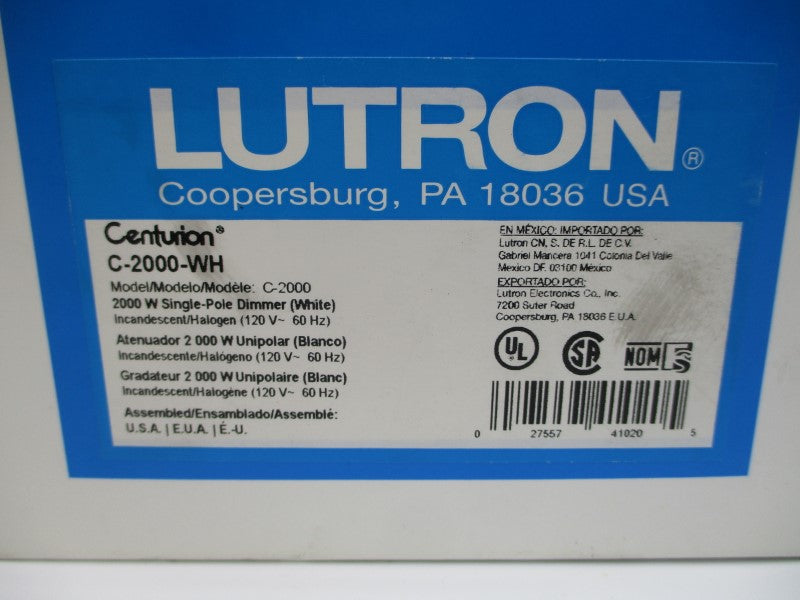 LUTRON®
Coopersburg, PA 18036 USA
Centurion®
C-2000-WH
Model/Modelo/Modèle: C-2000
2000 W Single-Pole Dimmer (White)
Incandescent/Halogen (120 V~ 60 Hz)
Atenuador 2 000 W Unipolar (Blanco)
Incandescente/Halógeno (120 V~ 60 Hz)
Gradateur 2 000 W Unipolaire (Blanc)
Incandescent/Halogène (120 V~ 60 Hz)
Assembled/Ensamblado/Assemblé:
U.S.A. | E.U.A. | É.-U.
EN MÉXICO: IMPORTADO POR:
Lutron CN, S. DE R.L. DE C.V.
Gabriel Mancera 1041 Colonia Del Valle
Mexico DF. 03100 México
EXPORTADO POR:
Lutron Electronics Co., Inc.
7200 Suter Road
Coopersburg, PA 18036 E.U.A.
UL SA NOM
0 27557 41020 5